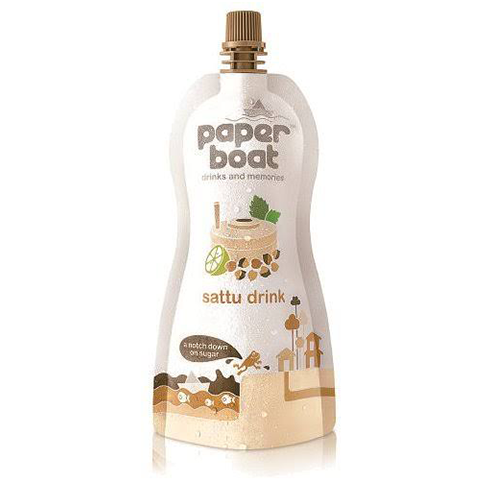 paper
boat
drinks and memories
sattu drink
a notch down
on sugar